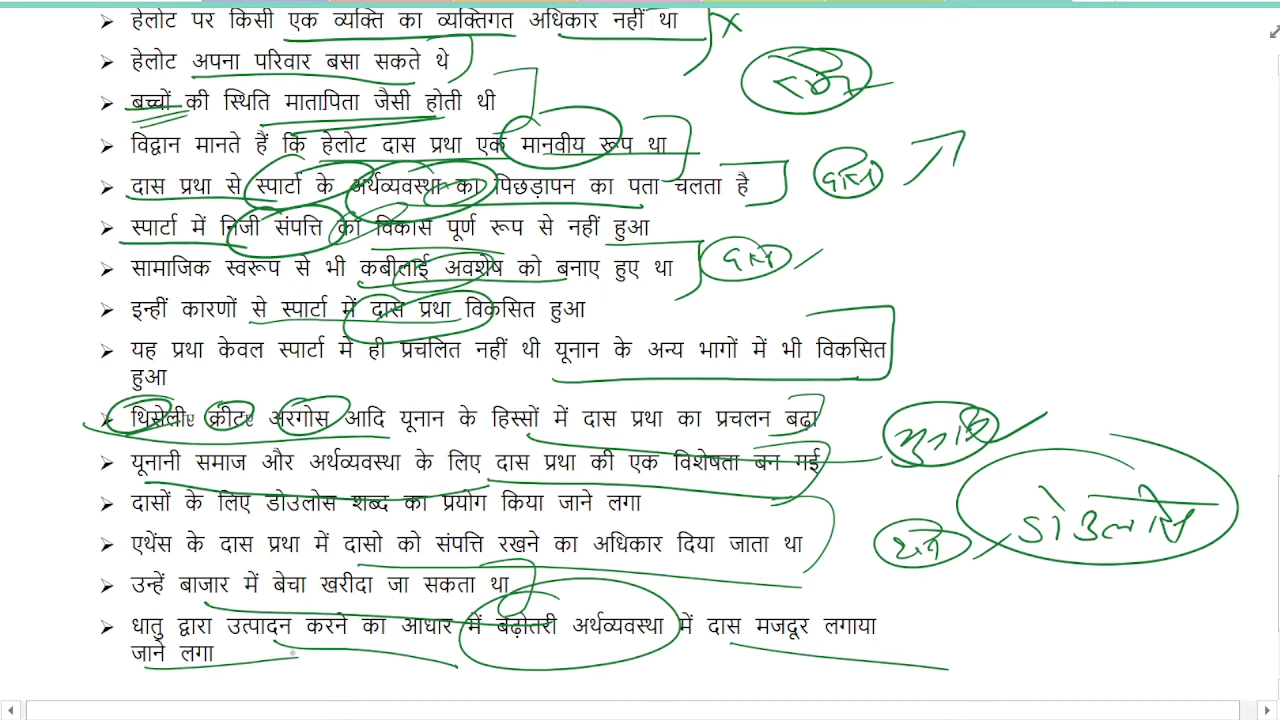 ➢ हेलोट पर किसी एक व्यक्ति का व्यक्तिगत अधिकार नहीं था
➢ हेलोट अपना परिवार बसा सकते थे
➢ बच्चों की स्थिति मातापिता जैसी होती थी
➢ विद्वान मानते हैं कि हेलोट दास प्रथा एक मानवीय रूप था
➢ दास प्रथा से स्पार्टा के अर्थव्यवस्था का पिछड़ापन का पता चलता है
➢ स्पार्टा में निजी संपत्ति का विकास पूर्ण रूप से नहीं हुआ
➢ सामाजिक स्वरूप से भी कबीलाई अवशेष को बनाए हुए था
➢ इन्हीं कारणों से स्पार्टा में दास प्रथा विकसित हुआ
➢ यह प्रथा केवल स्पार्टा मे ही प्रचलित नहीं थी यूनान के अन्य भागों में भी विकसित
हुआ
➢ थिसेलीए क्रीटए अरगोस आदि यूनान के हिस्सों में दास प्रथा का प्रचलन बढ़ा
➢ यूनानी समाज और अर्थव्यवस्था के लिए दास प्रथा की एक विशेषता बन गई
➢ दासों के लिए डोउलोस शब्द का प्रयोग किया जाने लगा
➢ एथेंस के दास प्रथा में दासो को संपत्ति रखने का अधिकार दिया जाता था
➢ उन्हें बाजार में बेचा खरीदा जा सकता था
➢ धातु द्वारा उत्पादन करने का आधार में बढ़ोतरी अर्थव्यवस्था में दास मजदूर लगाया
जाने लगा